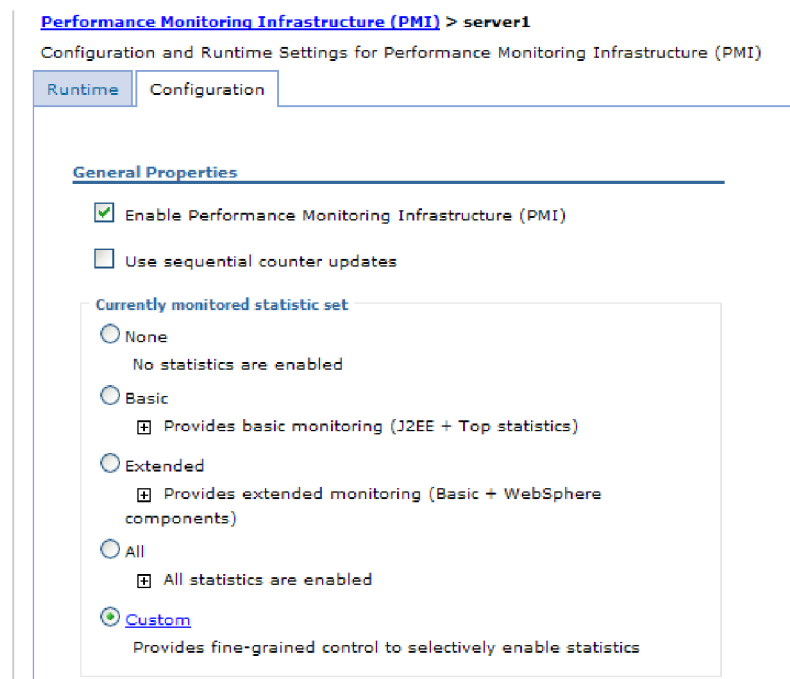 Performance Monitoring Infrastructure (PMI) > server1
Configuration and Runtime Settings for Performance Monitoring Infrastructure (PMI)
Runtime Configuration
General Properties
Enable Performance Monitoring Infrastructure (PMI)
Use sequential counter updates
Currently monitored statistic set
None
No statistics are enabled
Basic
Provides basic monitoring (J2EE + Top statistics)
Extended
Provides extended monitoring (Basic + WebSphere
components)
All
All statistics are enabled
Custom
Provides fine-grained control to selectively enable statistics